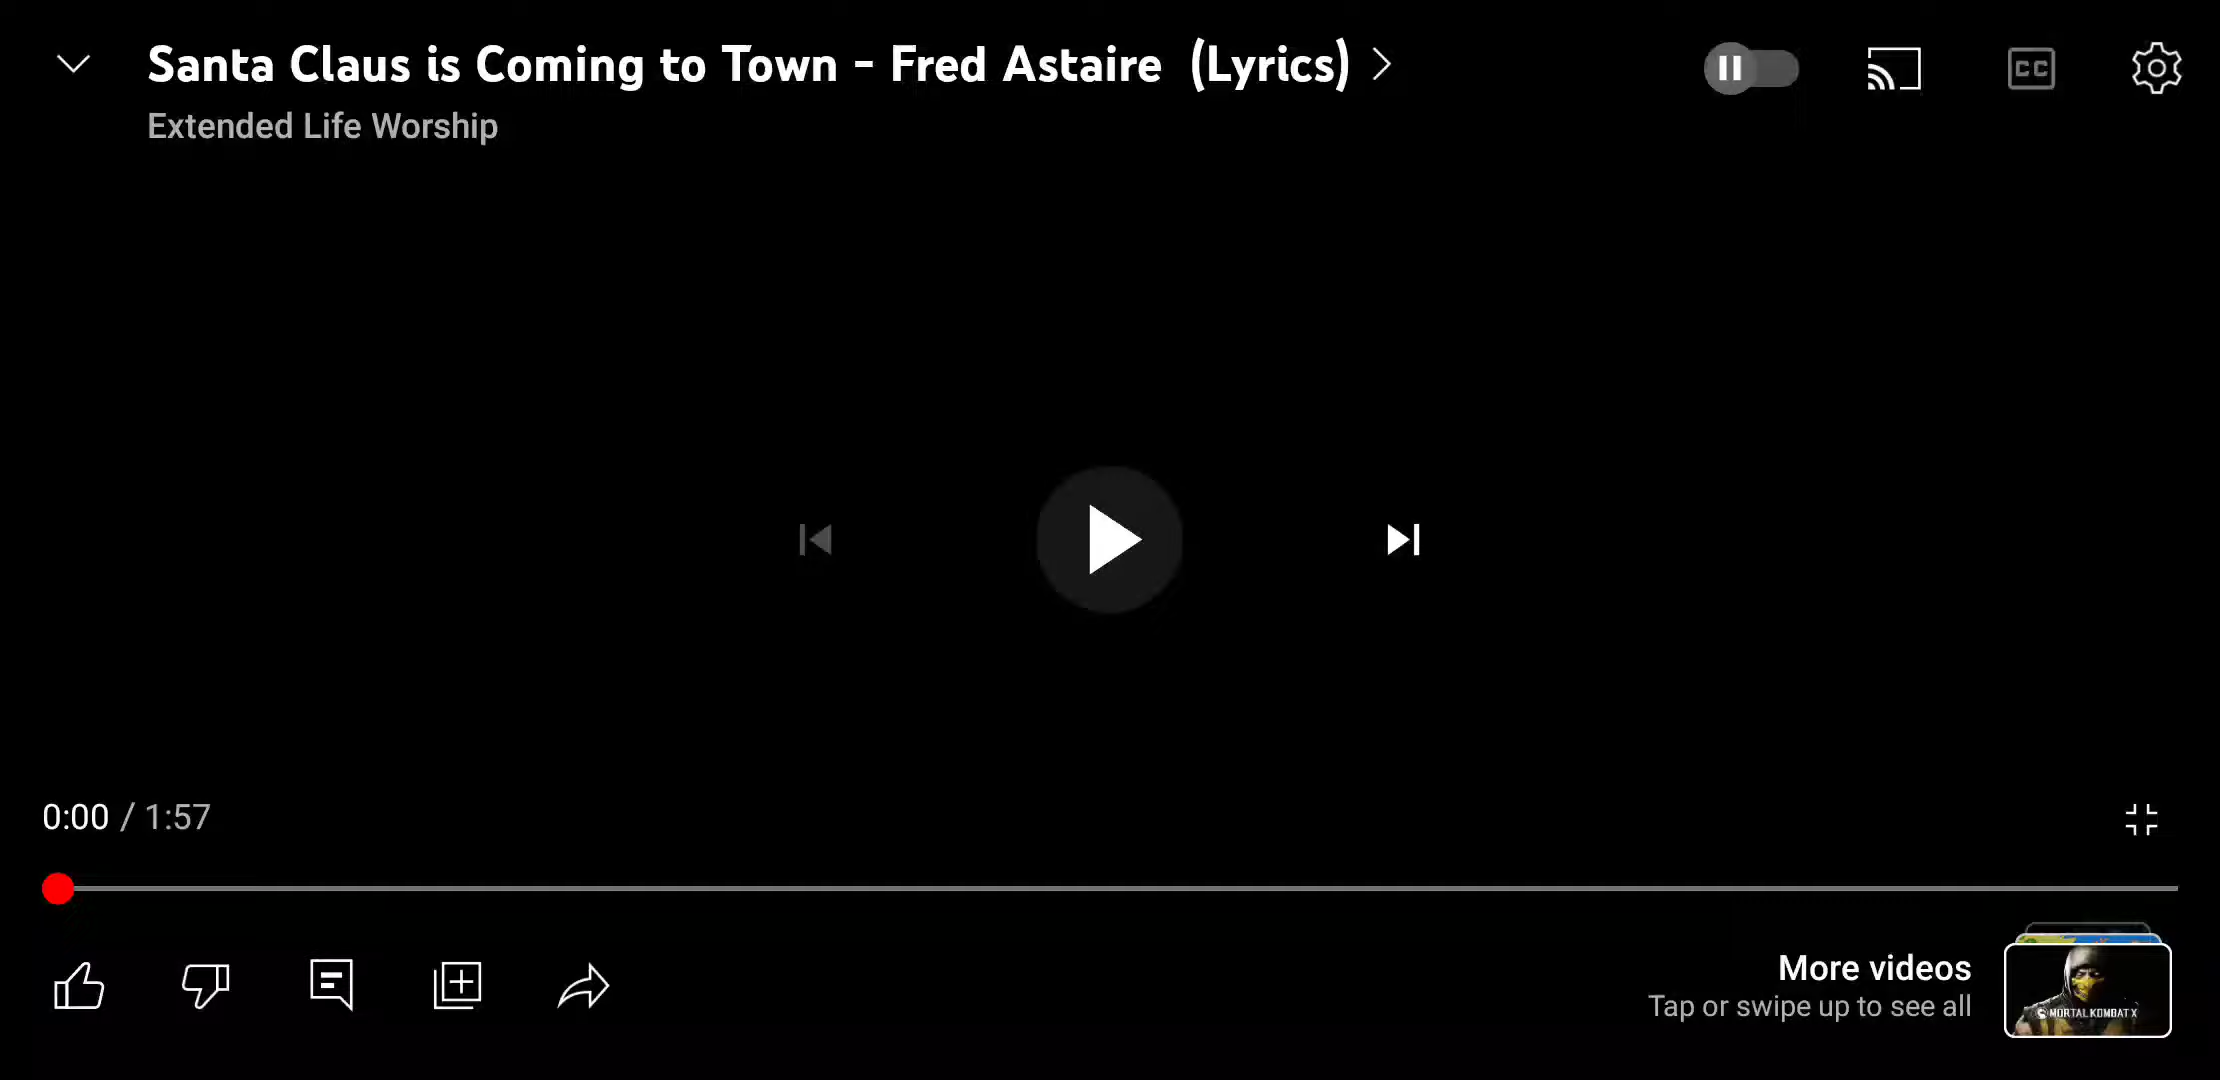 Santa Claus is Coming to Town - Fred Astaire (Lyrics)
Extended Life Worship
CC
0:00 / 1:57
More videos
Tap or swipe up to see all
MORTAL KOMBAT X